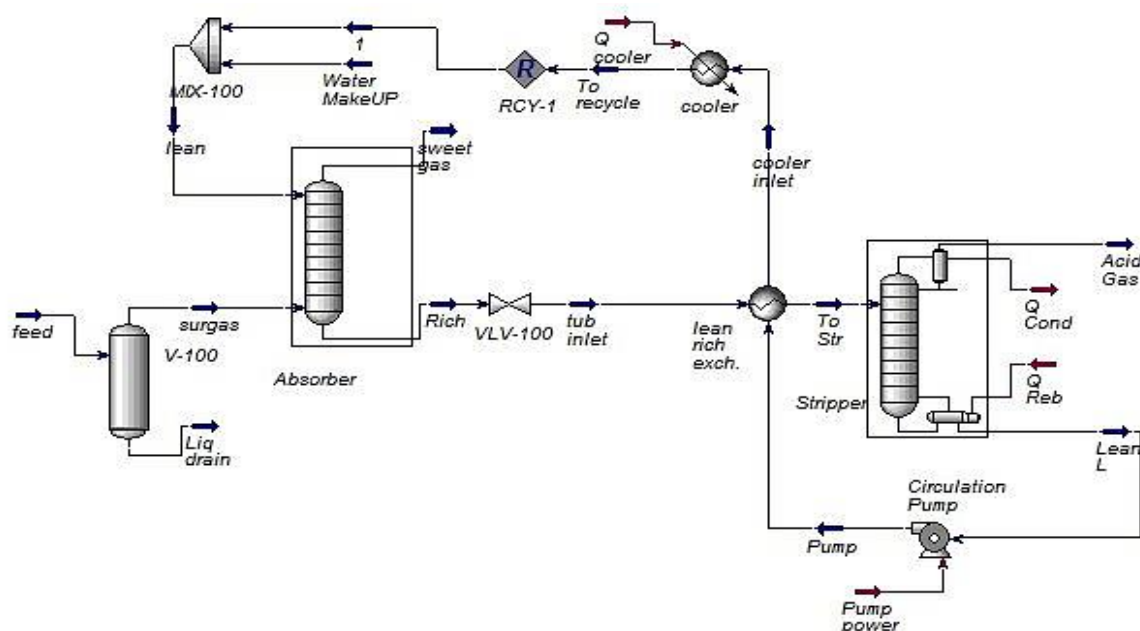 1
Water
MakeUP
MIX-100
lean
Q
cooler
R
RCY-1
To
recycle
cooler
sweet
gas
cooler
inlet
feed
surgas
V-100
Liq
drain
Absorber
Rich
VLV-100
tub
inlet
lean
rich
exch.
To
Str
Stripper
Acid
Gas
Q
Cond
Q
Reb
Lean
L
Circulation
Pump
Pump
Pump
power